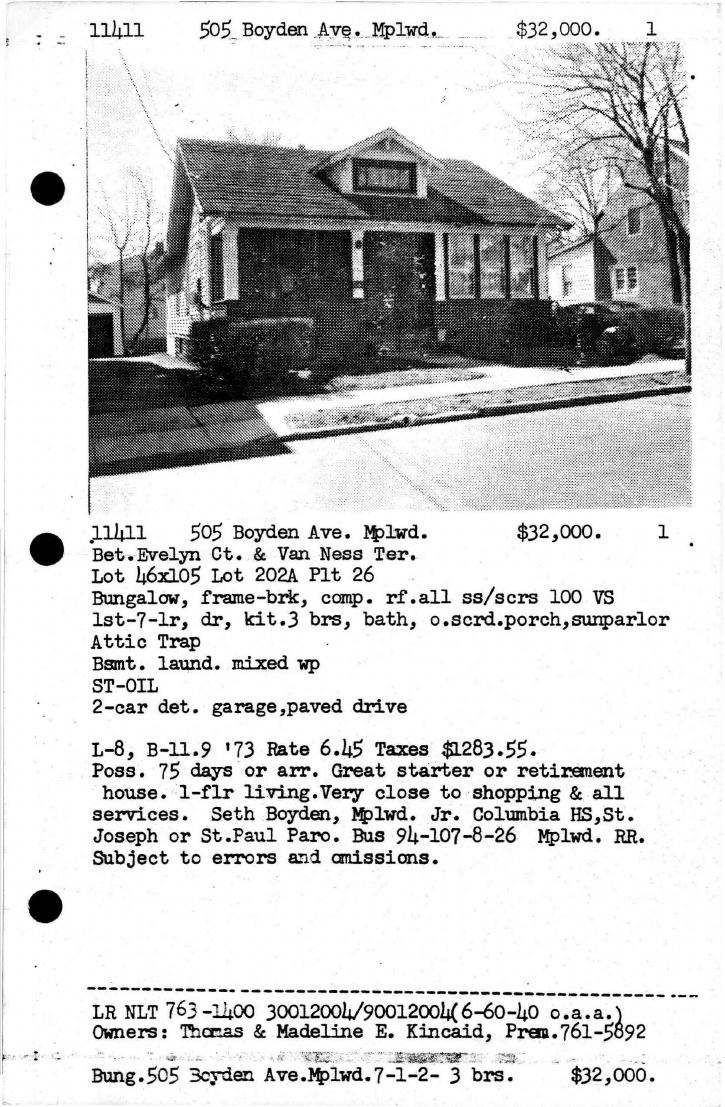 11411 505 Boyden Ave. Mplwd. $32,000. 1
11411 505 Boyden Ave. Mplwd. $32,000. 1
Bet.Evelyn Ct. & Van Ness Ter.
Lot 46x105 Lot 202A Plt 26
Bungalow, frame-brk, comp. rf.all ss/scrs 100 VS
1st-7-lr, dr, kit.3 brs, bath, o.scrd.porch,sunparlor
Attic Trap
Bsmt. laund. mixed wp
ST-OIL
2-car det. garage,paved drive
L-8, B-11.9 '73 Rate 6.45 Taxes $1283.55.
Poss. 75 days or arr. Great starter or retirement
house. 1-flr living.Very close to shopping & all
services. Seth Boyden, Mplwd. Jr. Columbia HS,St.
Joseph or St.Paul Paro. Bus 94-107-8-26 Mplwd. RR.
Subject to errors and omissions.
LR NLT 763-1400 30012004/90012004(6-60-40 o.a.a.)
Owners: Thomas & Madeline E. Kincaid, Prem.761-5892
Bung.505 Boyden Ave.Mplwd.7-1-2- 3 brs. $32,000.